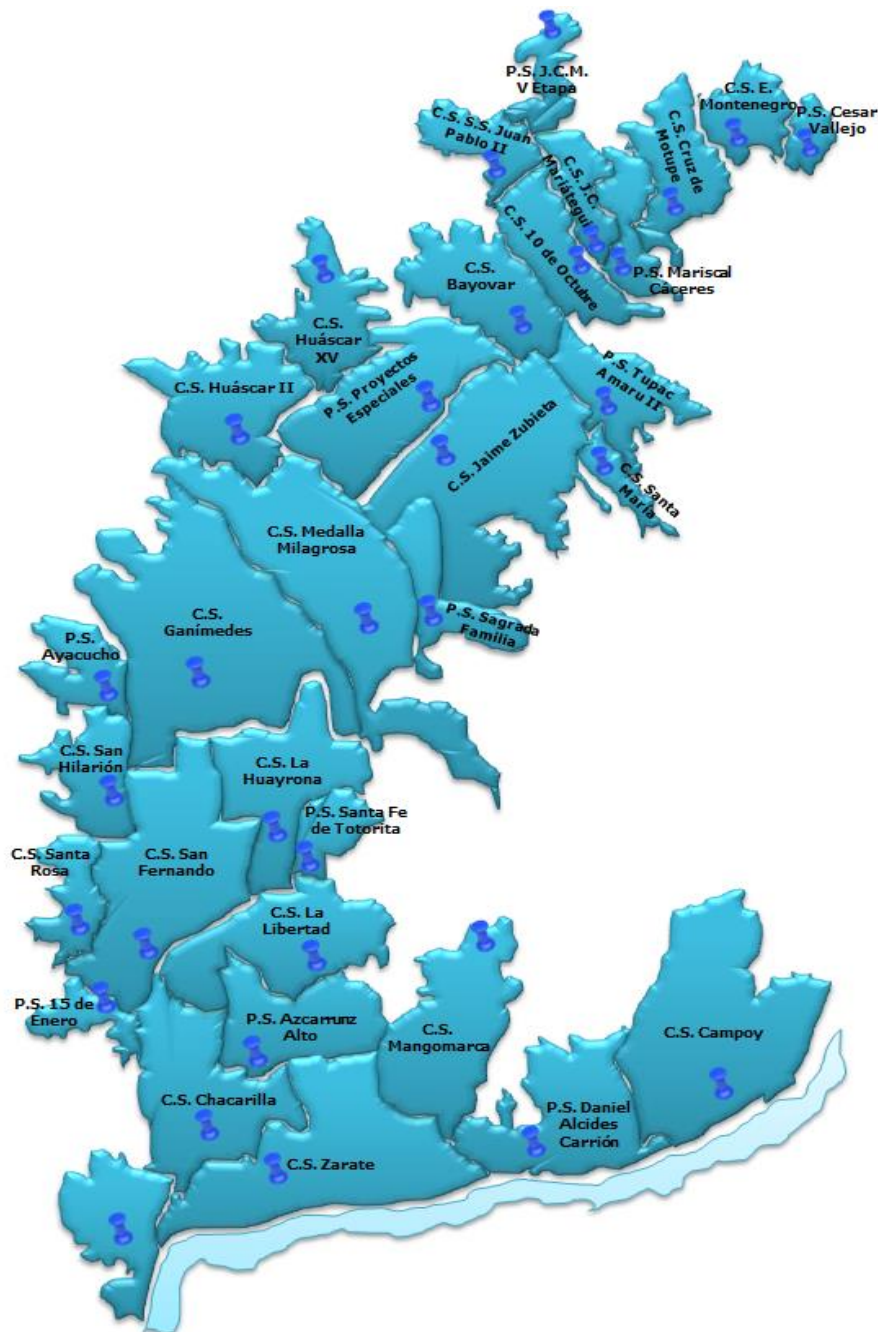 P.S. J.C.M.
V Etapa
C.S. E.
Montenegro
P.S. Cesar
Vallejo
C.S. S.S. Juan
Pablo II
C.S. Cruz de
Motupe
C.S. J.C.
Mariátegui
C.S. 10 de Octubre
P.S. Mariscal
Cáceres
C.S.
Bayovar
C.S.
Huáscar
XV
C.S. Huáscar II
P.S. Proyectos
Especiales
P.S. Tupac
Amaru II
C.S. Jaime Zubieta
C.S. Santa
María
C.S. Medalla
Milagrosa
C.S.
Ganímedes
P.S. Sagrada
Familia
P.S.
Ayacucho
C.S. San
Hilarión
C.S. La
Huayrona
P.S. Santa Fe
de Totorita
C.S. Santa
Rosa
C.S. San
Fernando
C.S. La
Libertad
P.S. 15 de
Enero
P.S. Azcarrunz
Alto
C.S.
Mangomarca
C.S. Campoy
C.S. Chacarilla
P.S. Daniel
Alcides
Carrión
C.S. Zarate